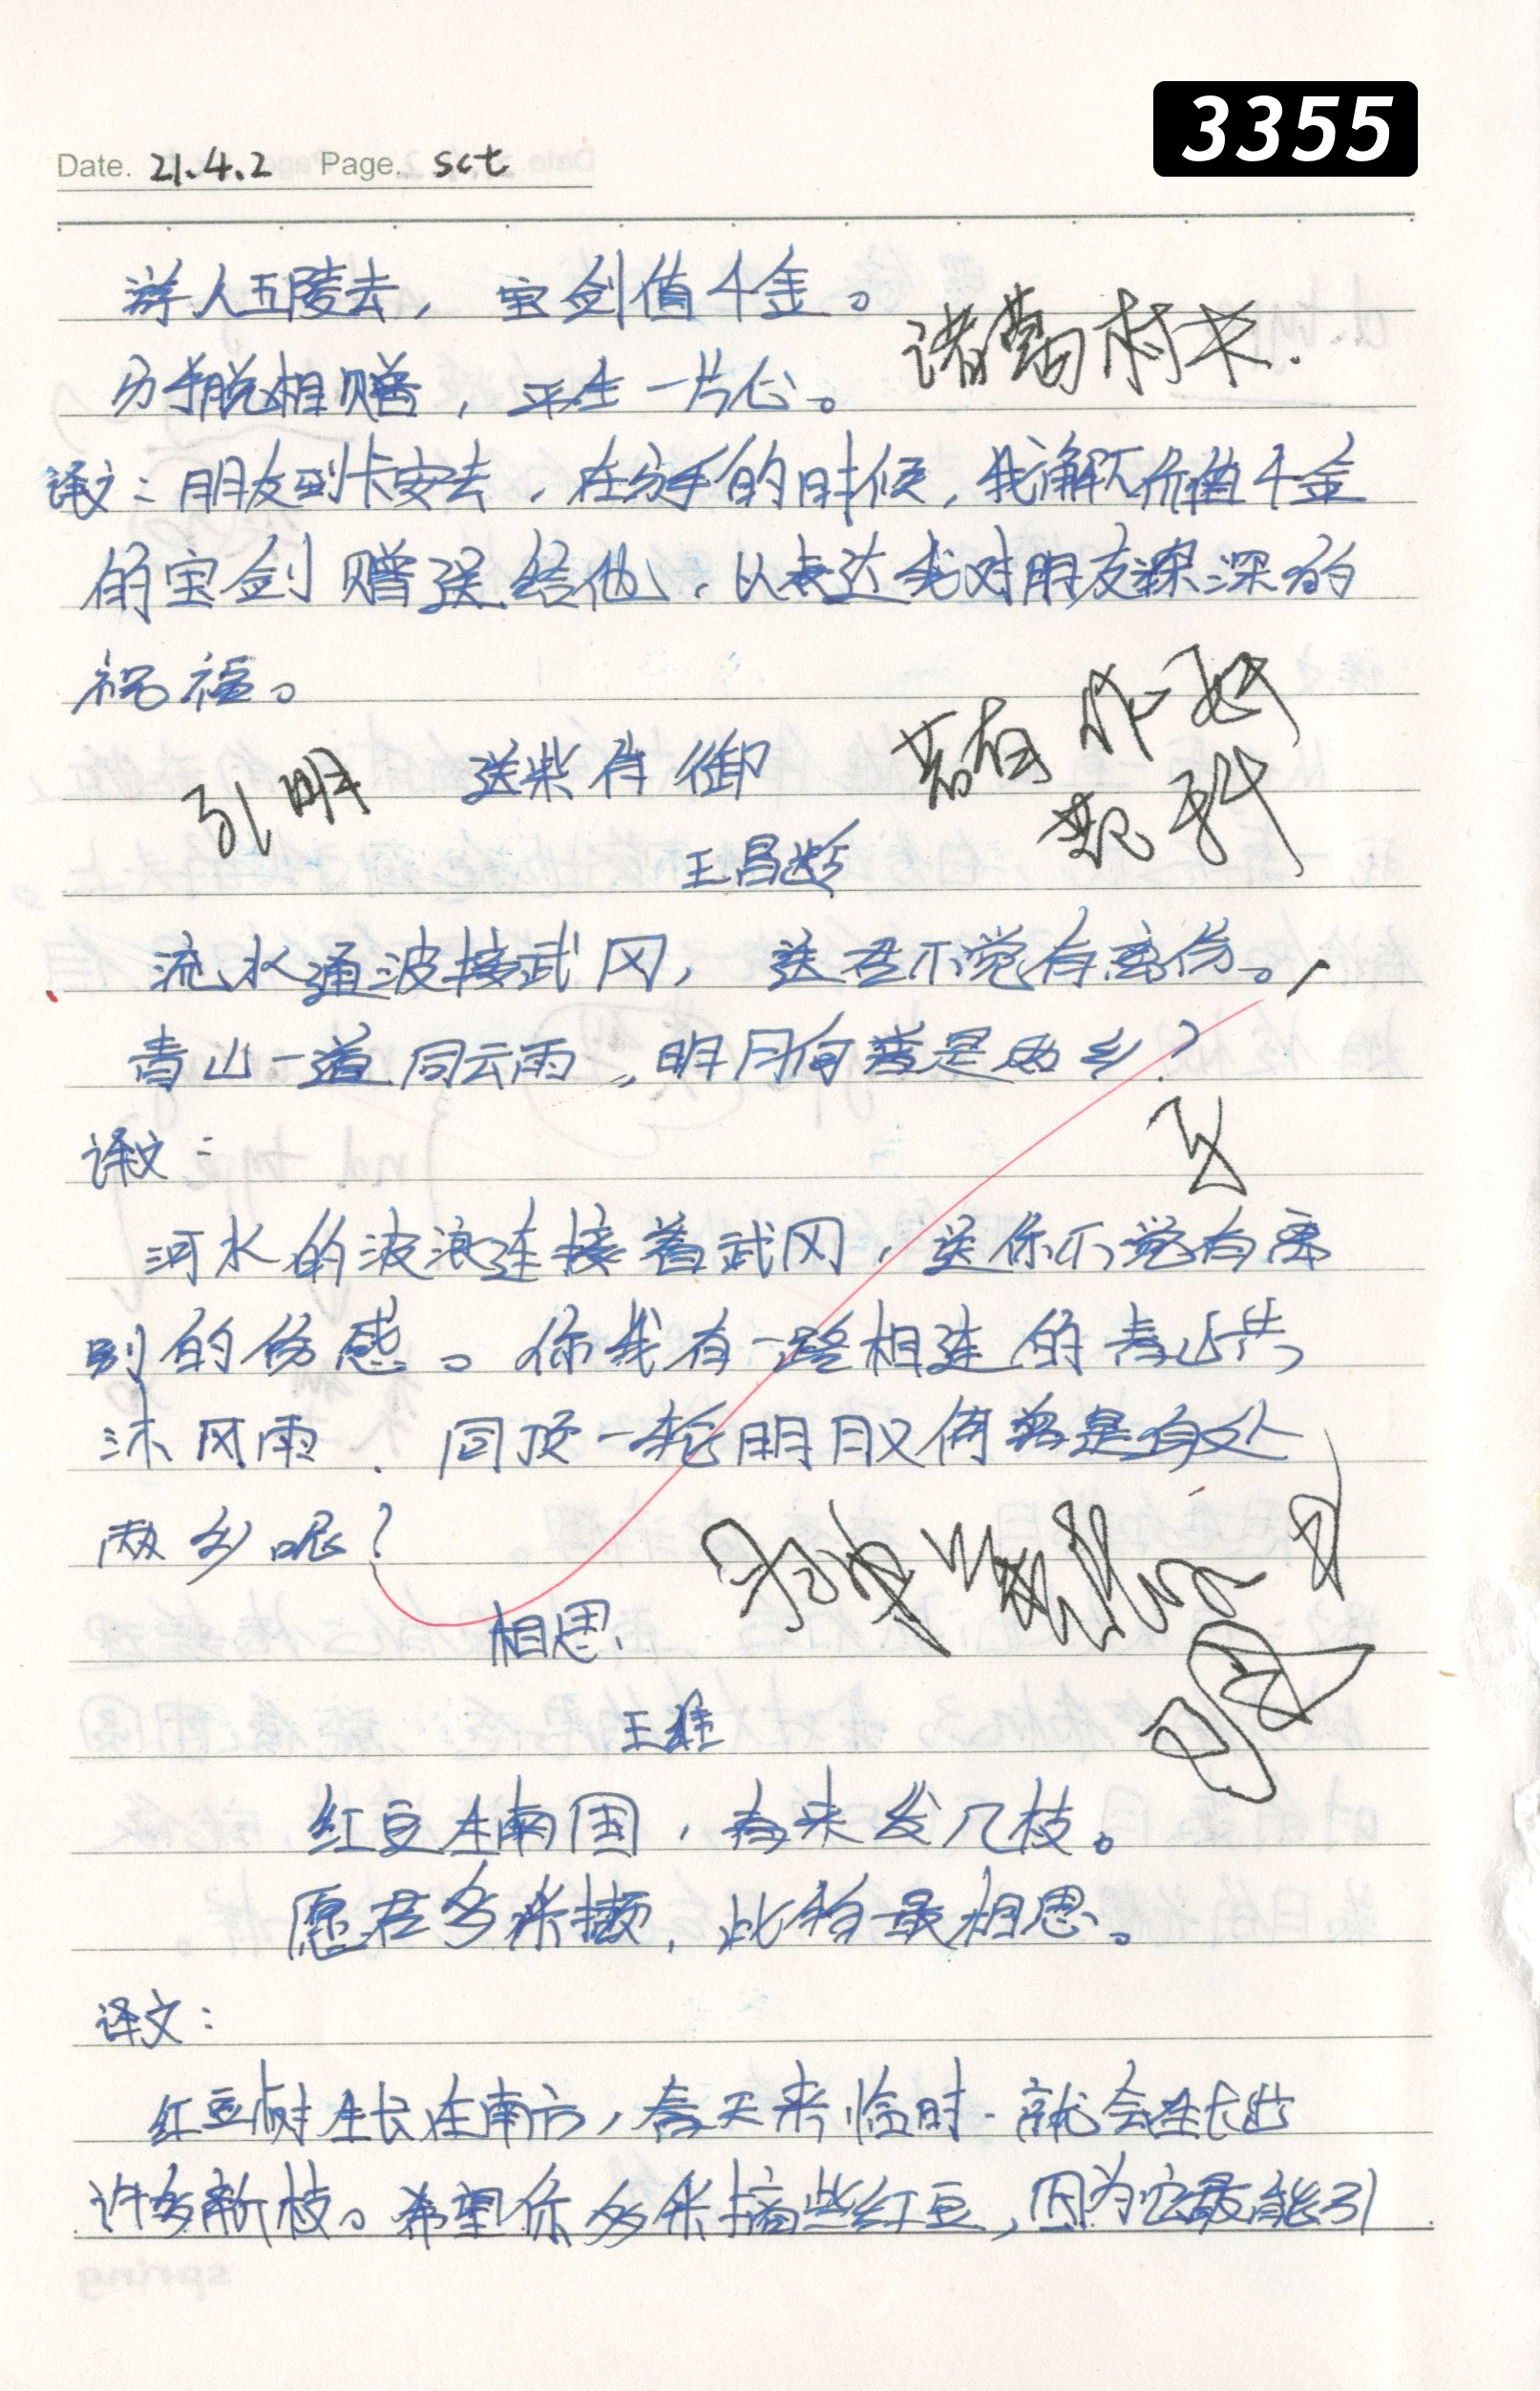 3355
Date. 21.4.2 Page. sct
游人五陵去，宝剑值千金。
分手脱相赠，平生一片心。
诸葛村夫.
译文：朋友到长安去，在分手的时候，我解下价值千金
的宝剑赠送给他，以表达我对朋友深深的
祝福。
孔明 送柴侍御
王昌龄
流水通波接武冈，送君不觉有离伤。
青山一道同云雨，明月何曾是两乡？
译文：
河水的波浪连接着武冈，送你不觉有离
别的伤感。你我有一路相连的青山共
沐风雨，同顶一轮明月又何曾是身处
两乡呢？
相思
王维
红豆生南国，春来发几枝。
愿君多采撷，此物最相思。
译文：
红豆树生长在南方，春天来临时，就会生长出
许多新枝。希望你多采摘些红豆，因为它最能引